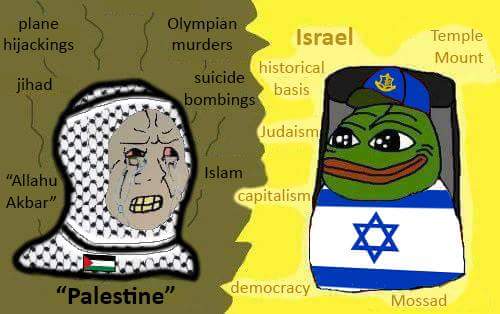 plane
hijackings
Olympian
murders
jihad
suicide
bombings
"Allahu
Akbar"
Islam
"Palestine"
Israel
Temple
Mount
historical
basis
Judaism
capitalism
democracy
Mossad